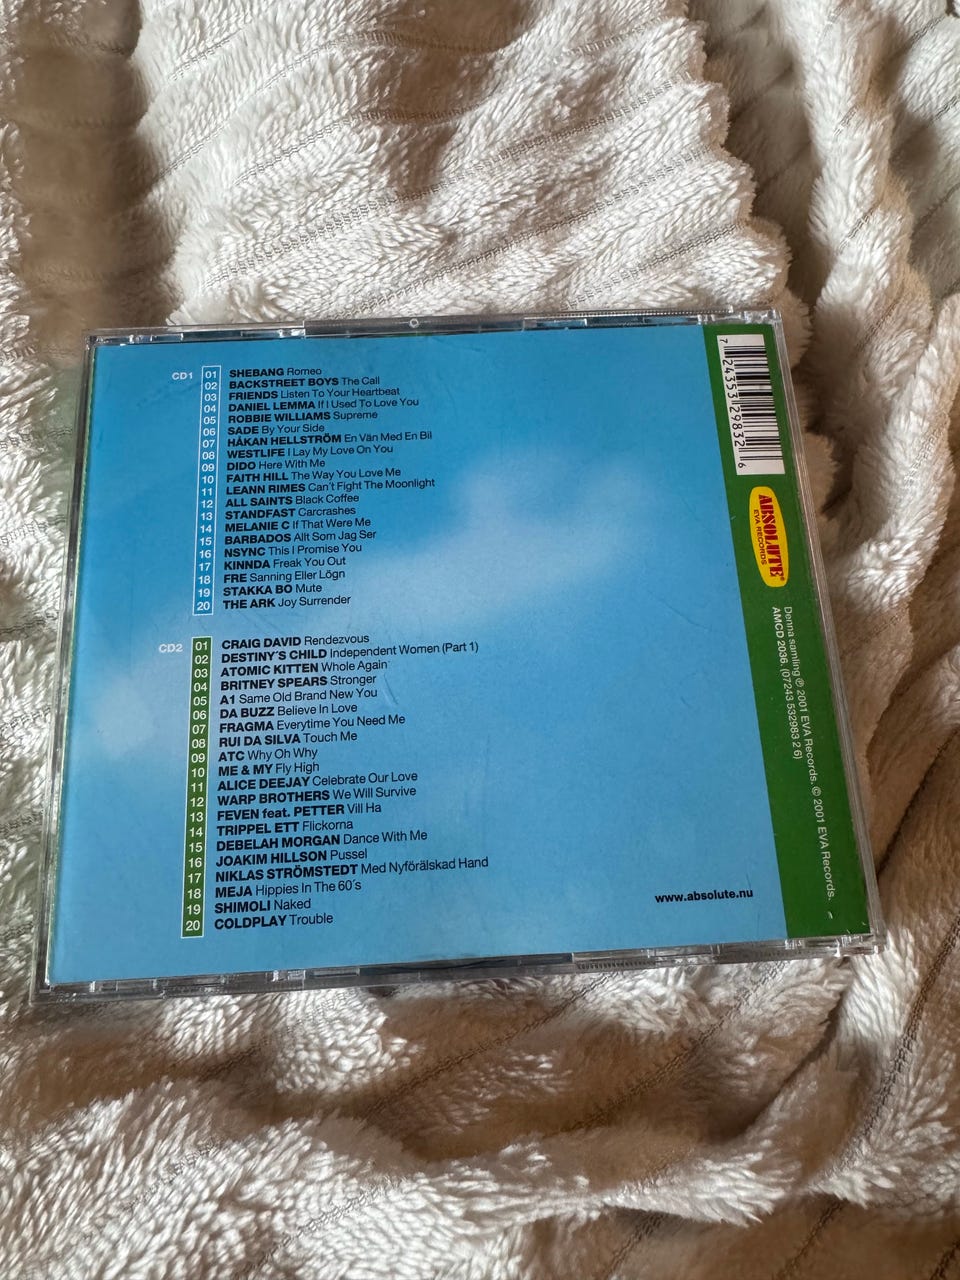 CD1
01 SHEBANG Romeo
02 BACKSTREET BOYS The Call
03 FRIENDS Listen To Your Heartbeat
04 DANIEL LEMMA If I Used To Love You
05 ROBBIE WILLIAMS Supreme
06 SADE By Your Side
07 HÅKAN HELLSTRÖM En Vän Med En Bil
08 WESTLIFE I Lay My Love On You
09 DIDO Here With Me
10 FAITH HILL The Way You Love Me
11 LEANN RIMES Can't Fight The Moonlight
12 ALL SAINTS Black Coffee
13 STANDFAST Carcrashes
14 MELANIE C If That Were Me
15 BARBADOS Allt Som Jag Ser
16 NSYNC This I Promise You
17 KINNDA Freak You Out
18 FRE Sanning Eller Lögn
19 STAKKA BO Mute
20 THE ARK Joy Surrender
CD2
01 CRAIG DAVID Rendezvous
02 DESTINY´S CHILD Independent Women (Part 1)
03 ATOMIC KITTEN Whole Again
04 BRITNEY SPEARS Stronger
05 A1 Same Old Brand New You
06 DA BUZZ Believe In Love
07 FRAGMA Everytime You Need Me
08 RUI DA SILVA Touch Me
09 ATC Why Oh Why
10 ME & MY Fly High
11 ALICE DEEJAY Celebrate Our Love
12 WARP BROTHERS We Will Survive
13 FEVEN feat. PETTER Vill Ha
14 TRIPPEL ETT Flickorna
15 DEBELAH MORGAN Dance With Me
16 JOAKIM HILLSON Pussel
17 NIKLAS STRÖMSTEDT Med Nyförälskad Hand
18 MEJA Hippies In The 60´s
19 SHIMOLI Naked
20 COLDPLAY Trouble
www.absolute.nu
7 24353 29832 6
ABSOLUTE®
EVA RECORDS
Denna samling ℗ 2001 EVA Records. © 2001 EVA Records.
AMCD 2036. (07243 532983 2 6)